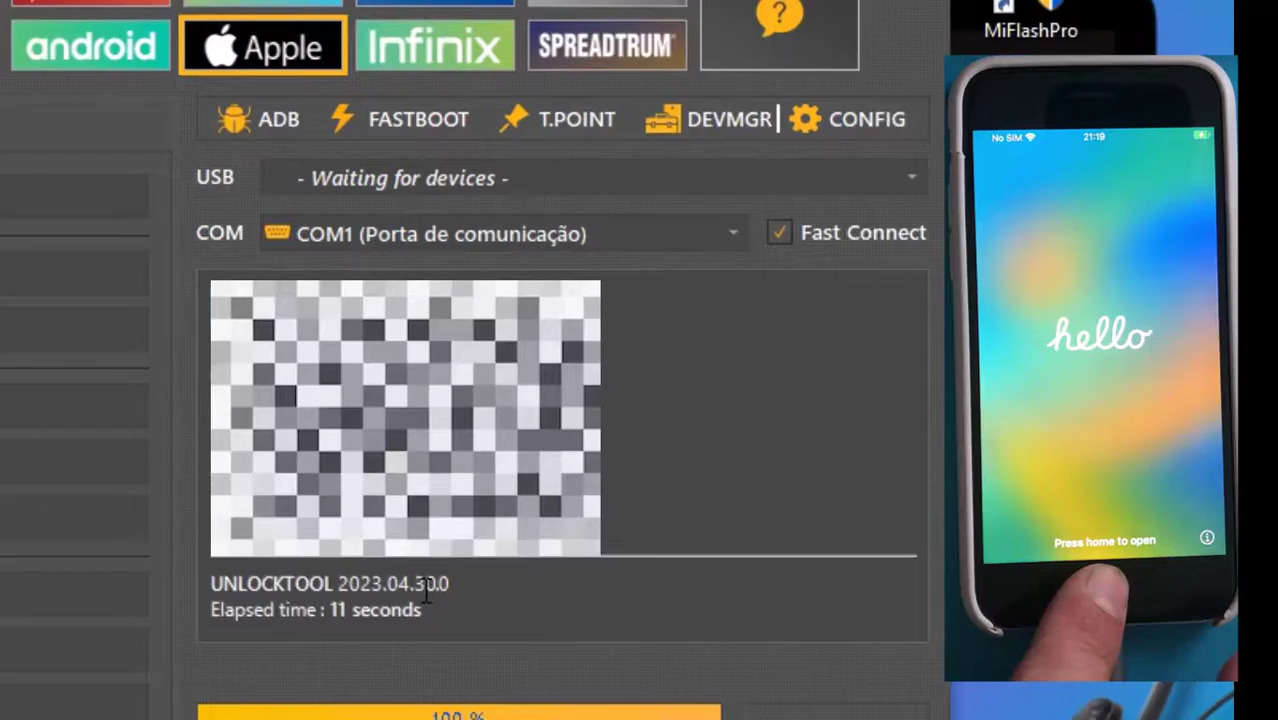 MiFlashPro
android
Apple
Infinix
SPREADTRUM®
?
ADB
FASTBOOT
T.POINT
DEVMGR
CONFIG
USB
- Waiting for devices -
COM
COM1 (Porta de comunicação)
Fast Connect
UNLOCKTOOL 2023.04.30.0
Elapsed time : 11 seconds
100 %
No SIM
21:19
hello
Press home to open